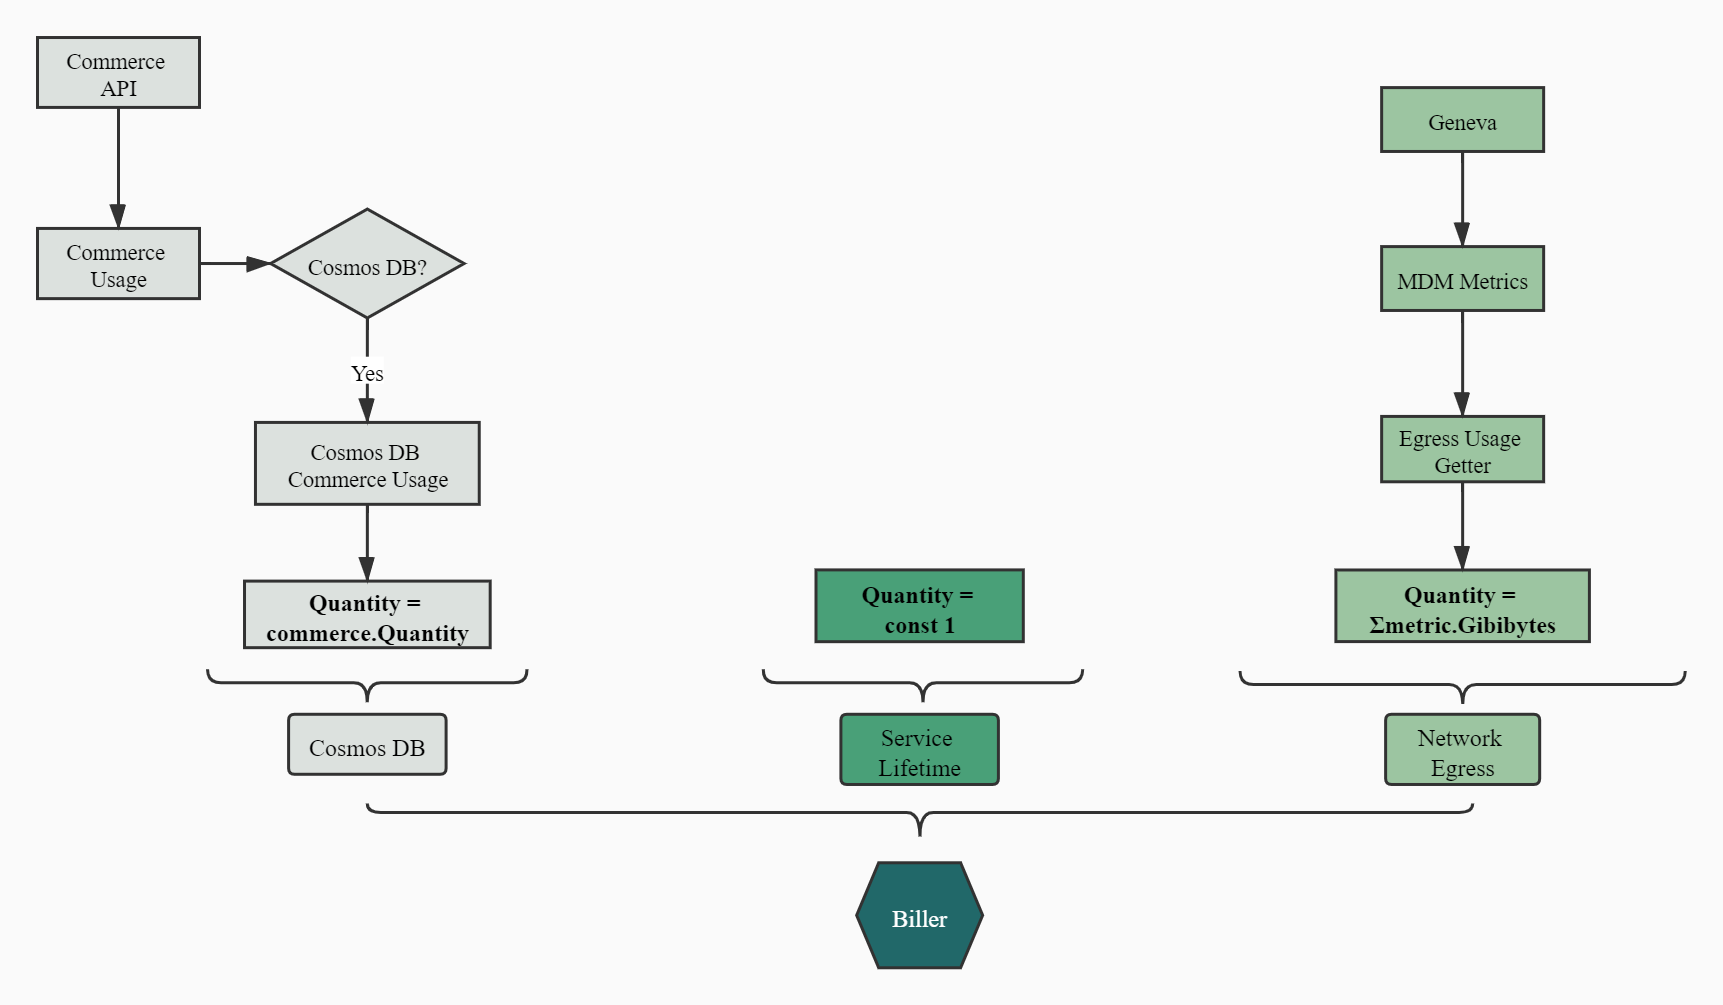 Commerce
API
Commerce
Usage
Cosmos DB?
Yes
Cosmos DB
Commerce Usage
Quantity =
commerce.Quantity
Cosmos DB
Quantity =
const 1
Service
Lifetime
Geneva
MDM Metrics
Egress Usage
Getter
Quantity =
Σmetric.Gibibytes
Network
Egress
Biller